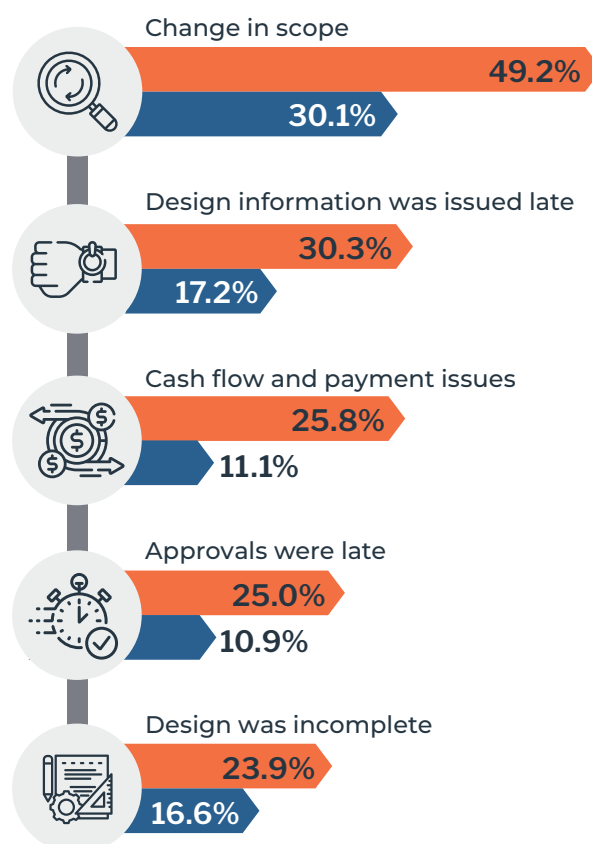 Change in scope
49.2%
30.1%
Design information was issued late
30.3%
17.2%
Cash flow and payment issues
25.8%
11.1%
Approvals were late
25.0%
10.9%
Design was incomplete
23.9%
16.6%